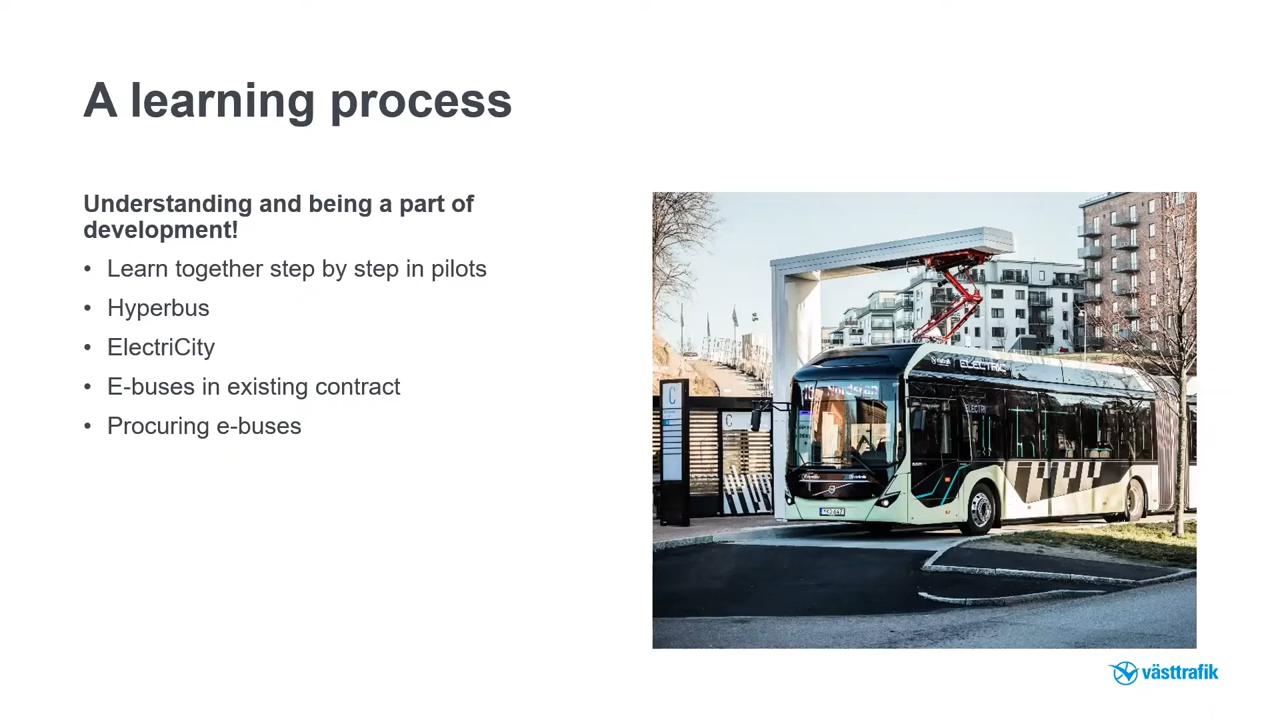 A learning process
Understanding and being a part of
development!
• Learn together step by step in pilots
• Hyperbus
• ElectriCity
• E-buses in existing contract
• Procuring e-buses
ELECTRIC
C
C
västtrafik